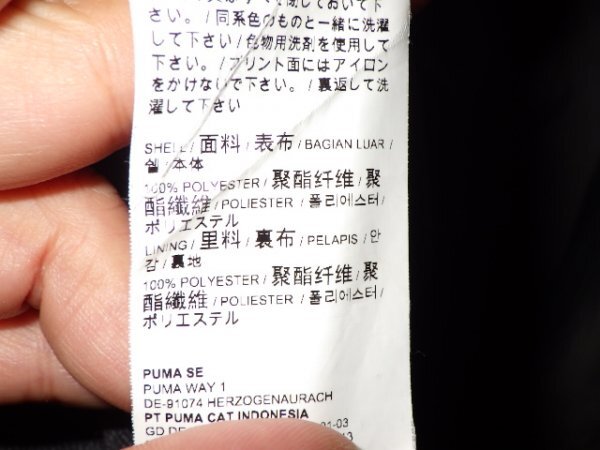 さい。/同系色のものと一緒に洗濯
して下さい/色物用洗剤を使用して
下さい。/プリント面にはアイロン
をかけないで下さい。/裏返して洗
濯して下さい
SHELL/面料/表布/BAGIAN LUAR/
쉘/本体
100% POLYESTER/聚酯纤维/聚
酯纖維/POLIESTER/폴리에스터/
ポリエステル
LINING/里料/裏布/PELAPIS/안
감/裏地
100% POLYESTER/聚酯纤维/聚
酯纖維/POLIESTER/폴리에스터/
ポリエステル
PUMA SE
PUMA WAY 1
DE-91074 HERZOGENAURACH
PT PUMA CAT INDONESIA
GD DE